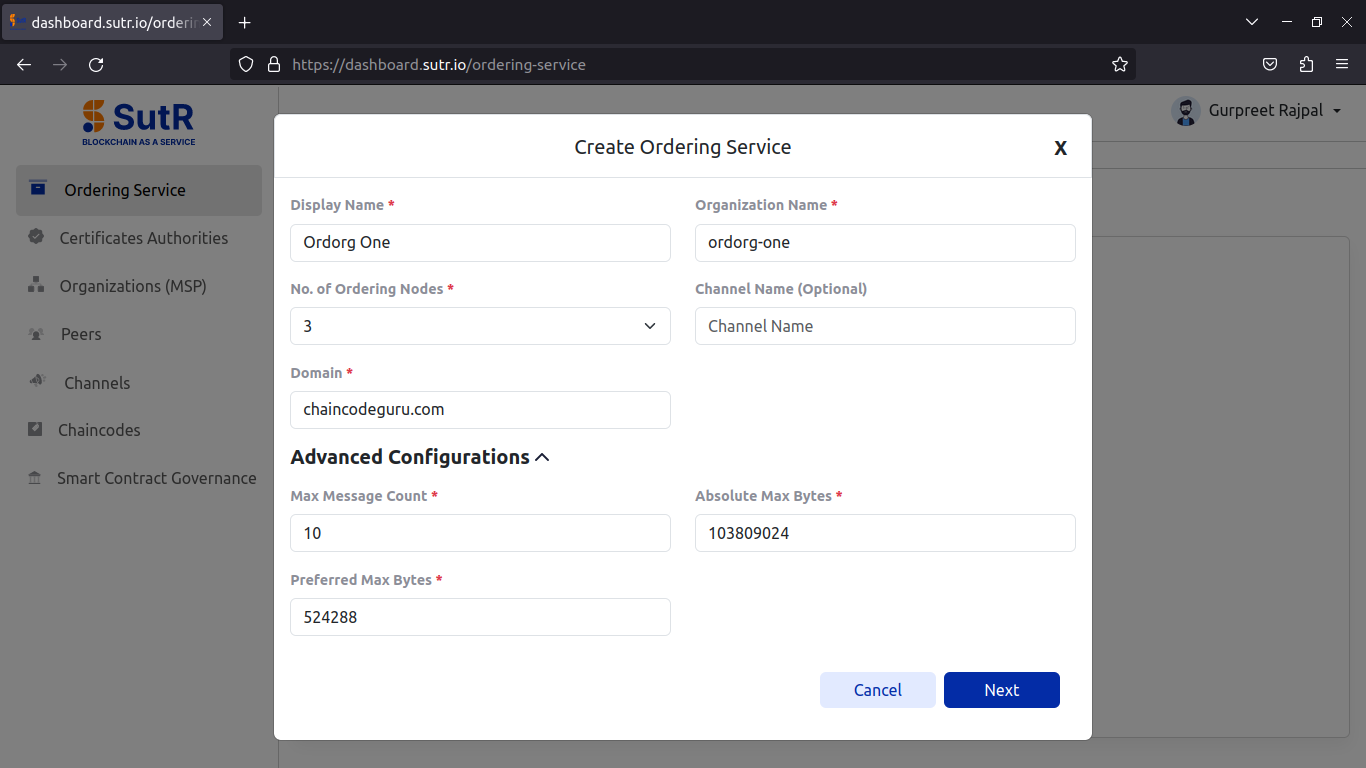 dashboard.sutr.io/orderin
https://dashboard.sutr.io/ordering-service
SutR
BLOCKCHAIN AS A SERVICE
Gurpreet Rajpal
Ordering Service
Certificates Authorities
Organizations (MSP)
Peers
Channels
Chaincodes
Smart Contract Governance
Create Ordering Service
X
Display Name *
Organization Name *
Ordorg One
ordorg-one
No. of Ordering Nodes *
Channel Name (Optional)
3
Channel Name
Domain *
chaincodeguru.com
Advanced Configurations
Max Message Count *
Absolute Max Bytes *
10
103809024
Preferred Max Bytes *
524288
Cancel
Next